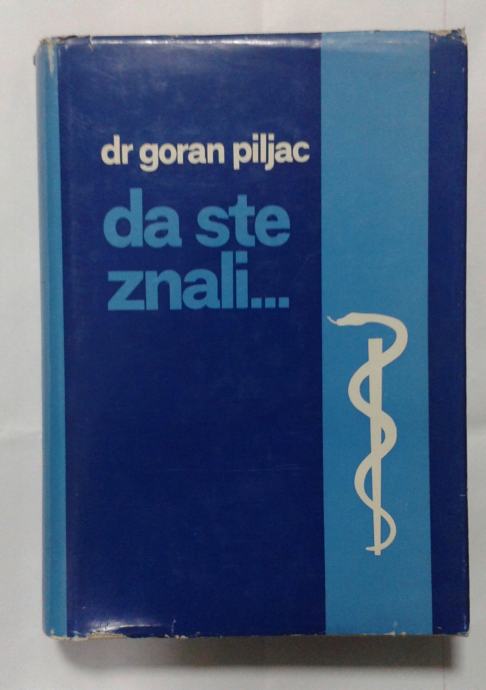 dr goran piljac
da ste
znali...